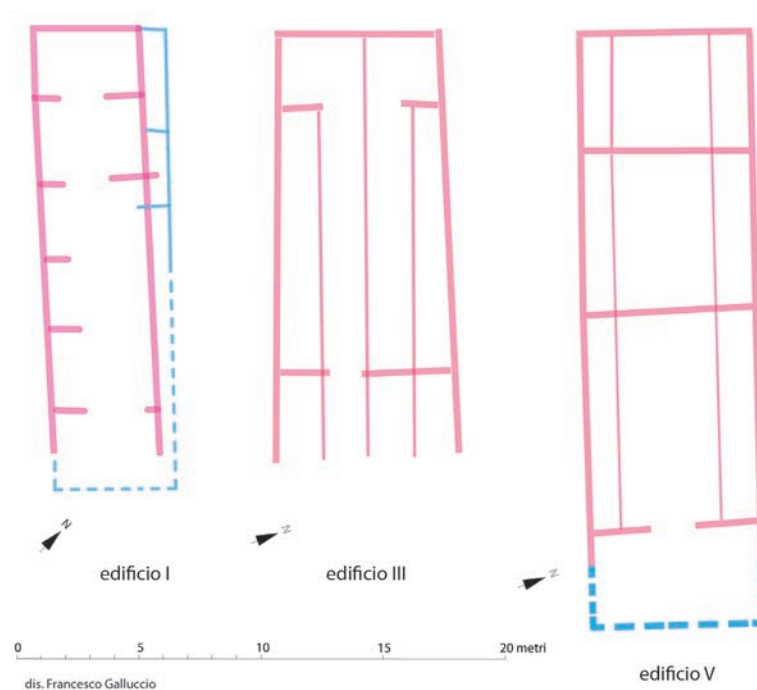 N
N
N
edificio I
edificio III
edificio V
0 5 10 15 20 metri
dis. Francesco Galluccio